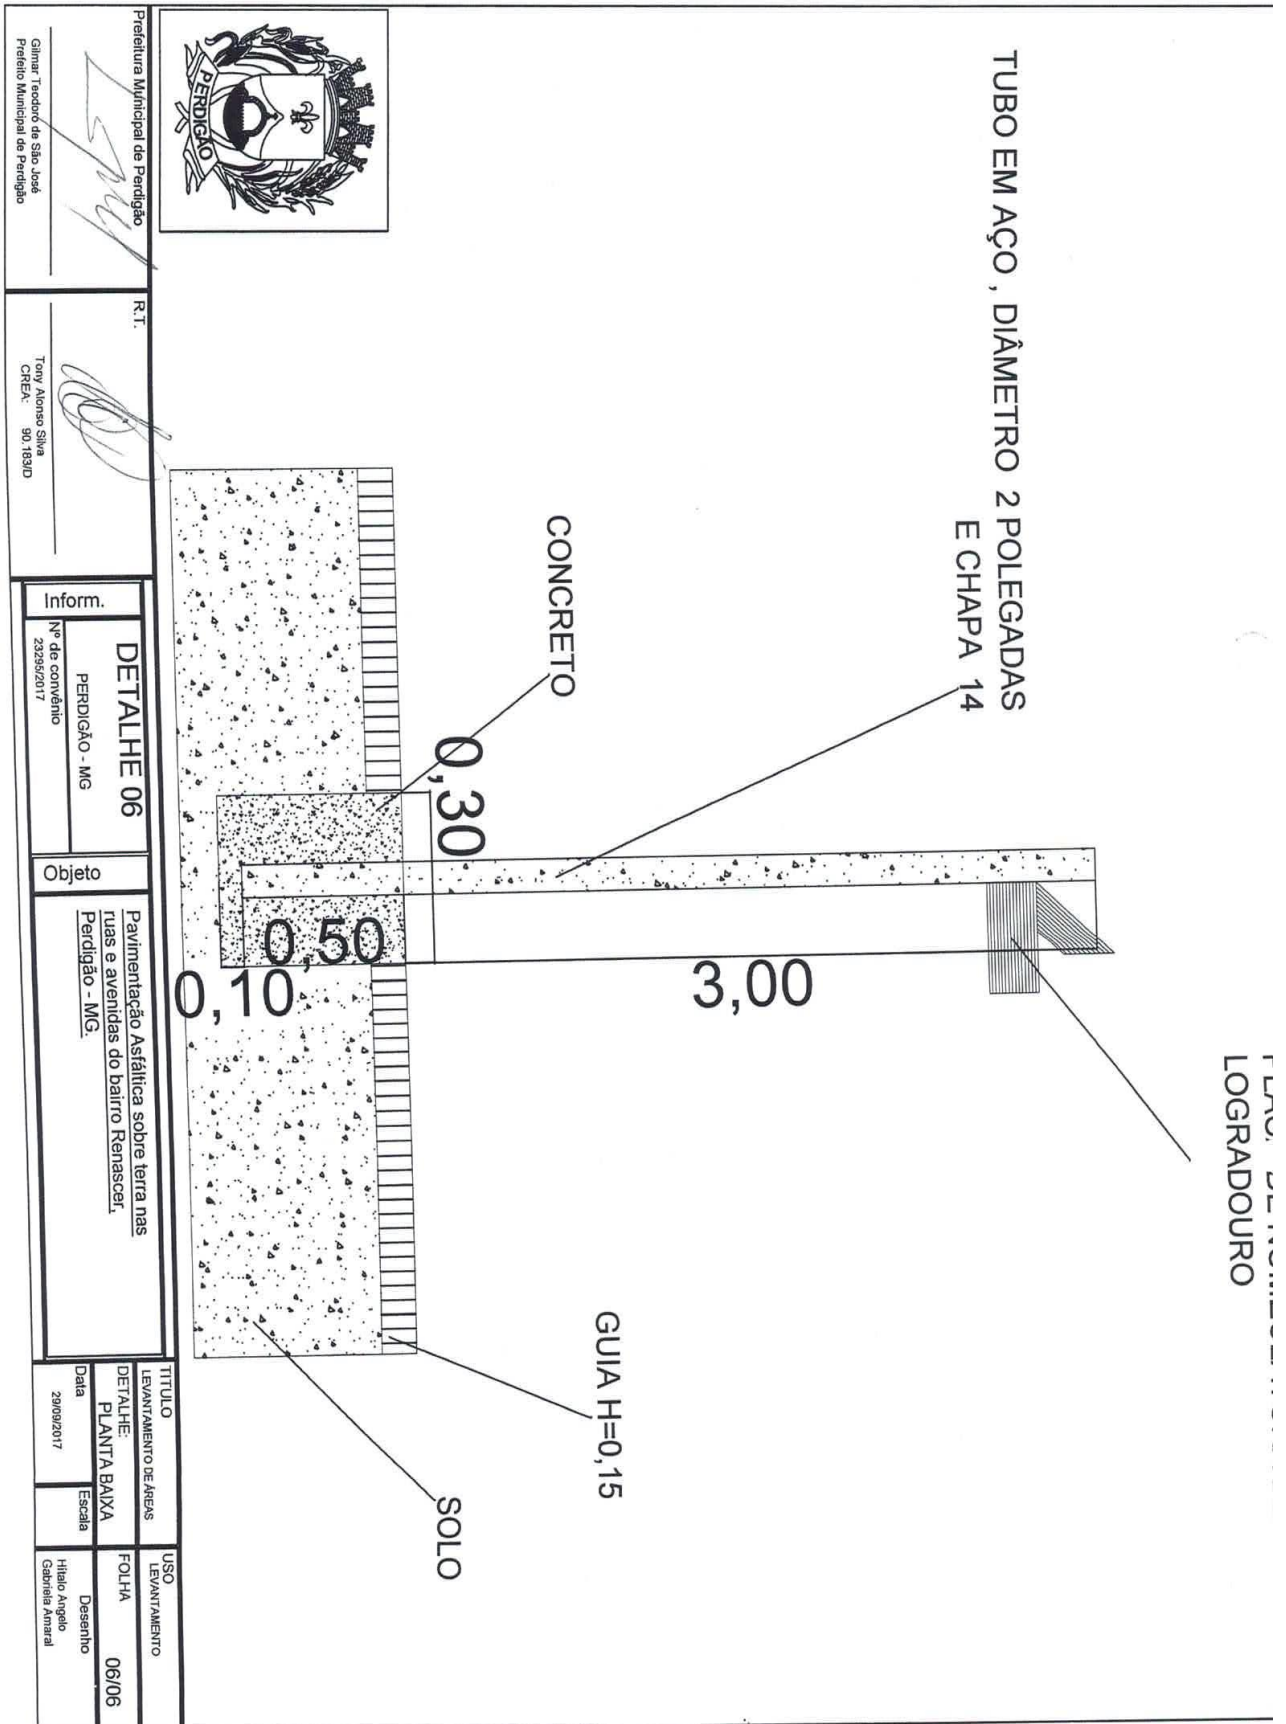 LOGRADOURO
TUBO EM AÇO , DIÂMETRO 2 POLEGADAS
E CHAPA 14
3,00
GUIA H=0,15
CONCRETO
0,30
0,50
0,10
SOLO
PERDIGÃO
Prefeitura Municipal de Perdigão
Gilmar Teodoro de São José
Prefeito Municipal de Perdigão
R.T.
Tony Alonso Silva
CREA: 90.183/D
Inform.
DETALHE 06
PERDIGÃO - MG
Nº de convênio
23295/2017
Objeto
Pavimentação Asfáltica sobre terra nas
ruas e avenidas do bairro Renascer,
Perdigão - MG.
TITULO
LEVANTAMENTO DE ÁREAS
DETALHE:
PLANTA BAIXA
Data
29/09/2017
Escala
USO
LEVANTAMENTO
FOLHA
06/06
Desenho
Hítalo Angelo
Gabriela Amaral